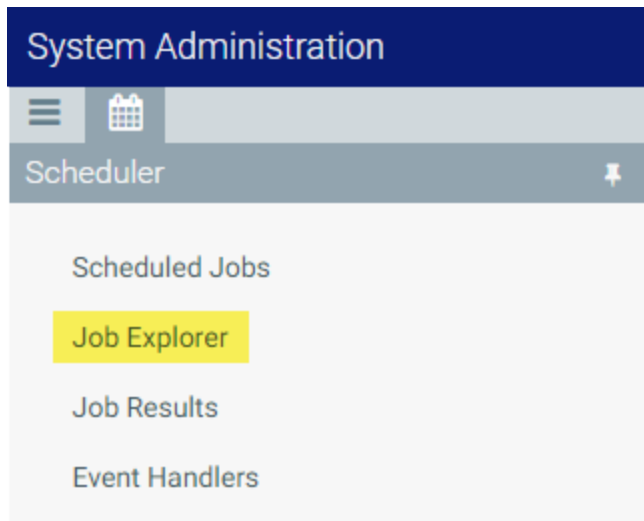 System Administration
Scheduler
Scheduled Jobs
Job Explorer
Job Results
Event Handlers